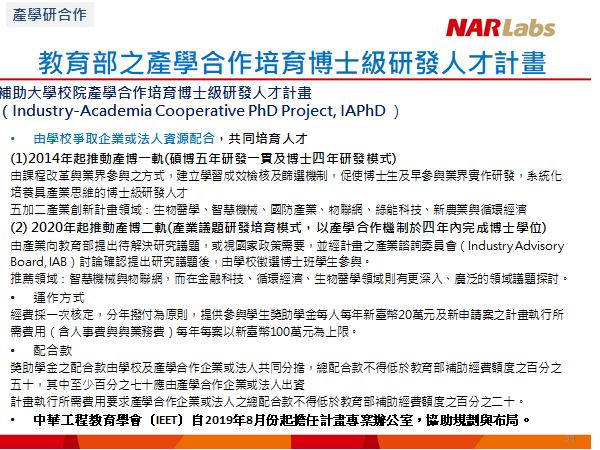 產學研合作
NARLabs
教育部之產學合作培育博士級研發人才計畫
補助大學校院產學合作培育博士級研發人才計畫
（Industry-Academia Cooperative PhD Project, IAPhD ）
• 由學校爭取企業或法人資源配合，共同培育人才
(1)2014年起推動產博一軌(碩博五年研發一貫及博士四年研發模式)
由課程改革與業界參與之方式，建立學習成效檢核及篩選機制，促使博士生及早參與業界實作研發，系統化
培養具產業思維的博士級研發人才
五加二產業創新計畫領域：生物醫學、智慧機械、國防產業、物聯網、綠能科技、新農業與循環經濟
(2) 2020年起推動產博二軌(產業議題研發培育模式，以產學合作機制於四年內完成博士學位)
由產業向教育部提出待解決研究議題，或視國家政策需要，並經計畫之產業諮詢委員會（Industry Advisory
Board, IAB）討論確認提出研究議題後，由學校徵選博士班學生參與。
推薦領域：智慧機械與物聯網，而在金融科技、循環經濟、生物醫學領域則有更深入、廣泛的領域議題探討。
• 運作方式
經費採一次核定，分年撥付為原則，提供參與學生獎助學金每人每年新臺幣20萬元及新申請案之計畫執行所
需費用（含人事費與與業務費）每年每案以新臺幣100萬元為上限。
• 配合款
獎助學金之配合款由學校及產學合作企業或法人共同分擔，總配合款不得低於教育部補助經費額度之百分之
五十，其中至少百分之七十應由產學合作企業或法人出資
計畫執行所需費用要求產學合作企業或法人之總配合款不得低於教育部補助經費額度之百分之二十。
• 中華工程教育學會（IEET）自2019年8月份起擔任計畫專案辦公室，協助規劃與布局。
31